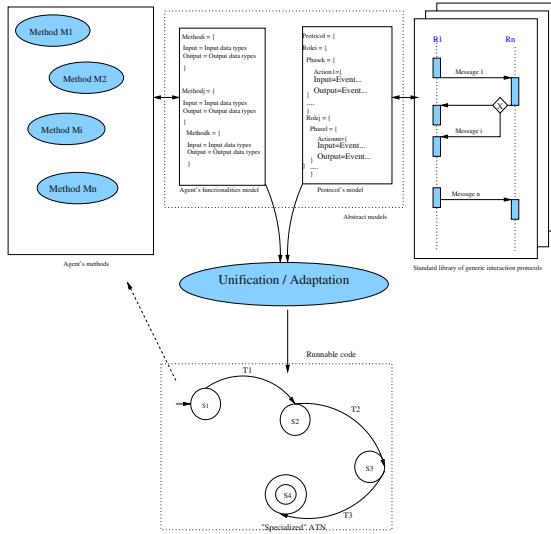 Method M1
Method M2
Method Mi
Method Mn
Agent's methods
Methodi = {
Input = Input data types
Output = Output data types
}
Methodj = {
Input = Input data types
Output = Output data types
}
Methodk = {
Input = Input data types
Output = Output data types
}
Agent's functionalities model
Protocol = {
Rolei = {
Phasek = {
Action1={
Input=Event...
Output=Event...
}
....
}
Rolej = {
Phasel = {
Actionn={
Input=Event...
Output=Event...
}
} ....
}
Protocol's model
Abstract models
R1
Rn
Message 1
X
Message i
Message n
Standard library of generic interaction protocols
Unification / Adaptation
Runnable code
T1
S1
S2
T2
S3
S4
T3
"Specialized" ATN